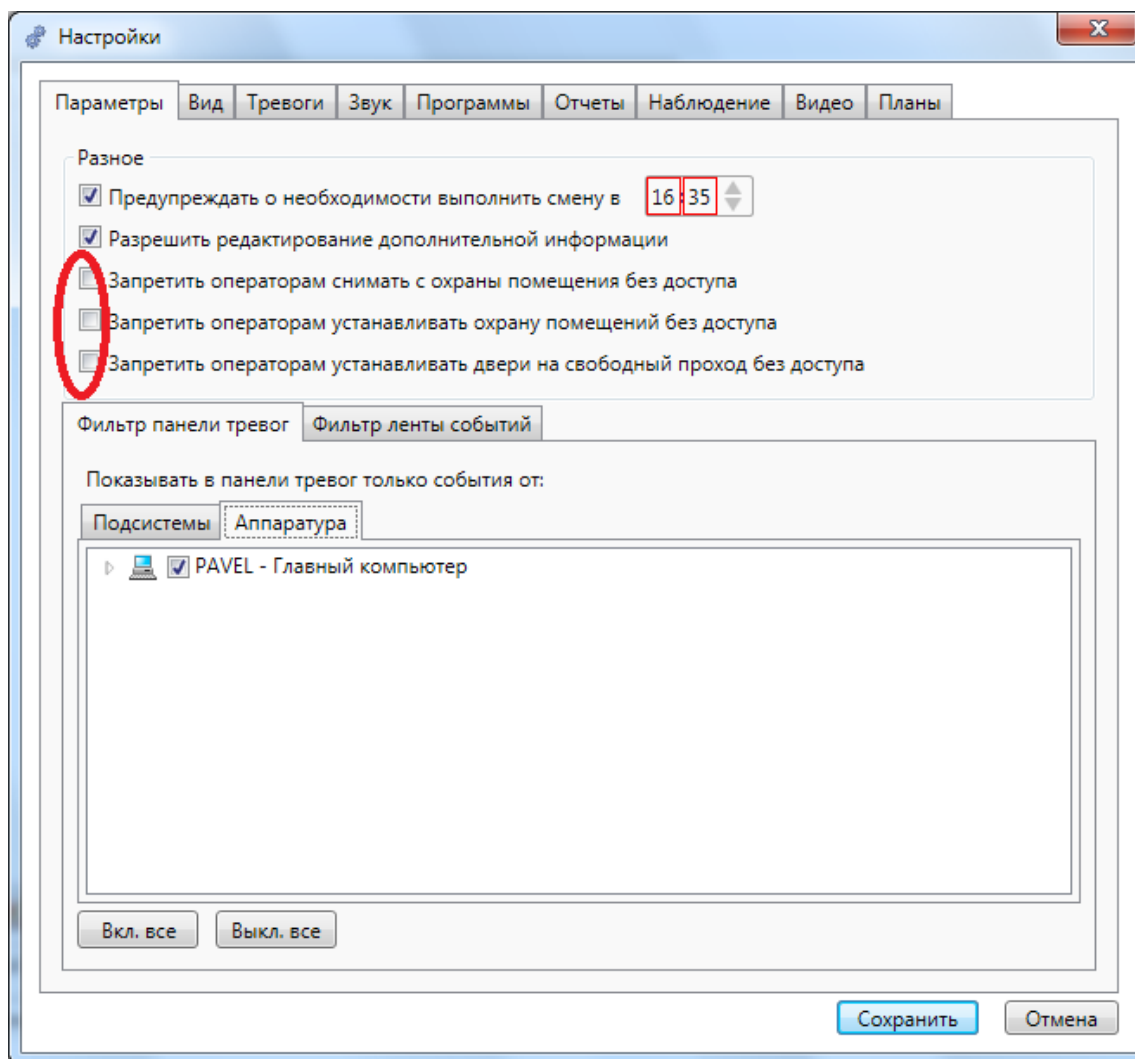 Настройки
Параметры Вид Тревоги Звук Программы Отчеты Наблюдение Видео Планы
Разное
Предупреждать о необходимости выполнить смену в 16:35
Разрешить редактирование дополнительной информации
Запретить операторам снимать с охраны помещения без доступа
Запретить операторам устанавливать охрану помещений без доступа
Запретить операторам устанавливать двери на свободный проход без доступа
Фильтр панели тревог Фильтр ленты событий
Показывать в панели тревог только события от:
Подсистемы Аппаратура
PAVEL - Главный компьютер
Вкл. все Выкл. все
Сохранить Отмена